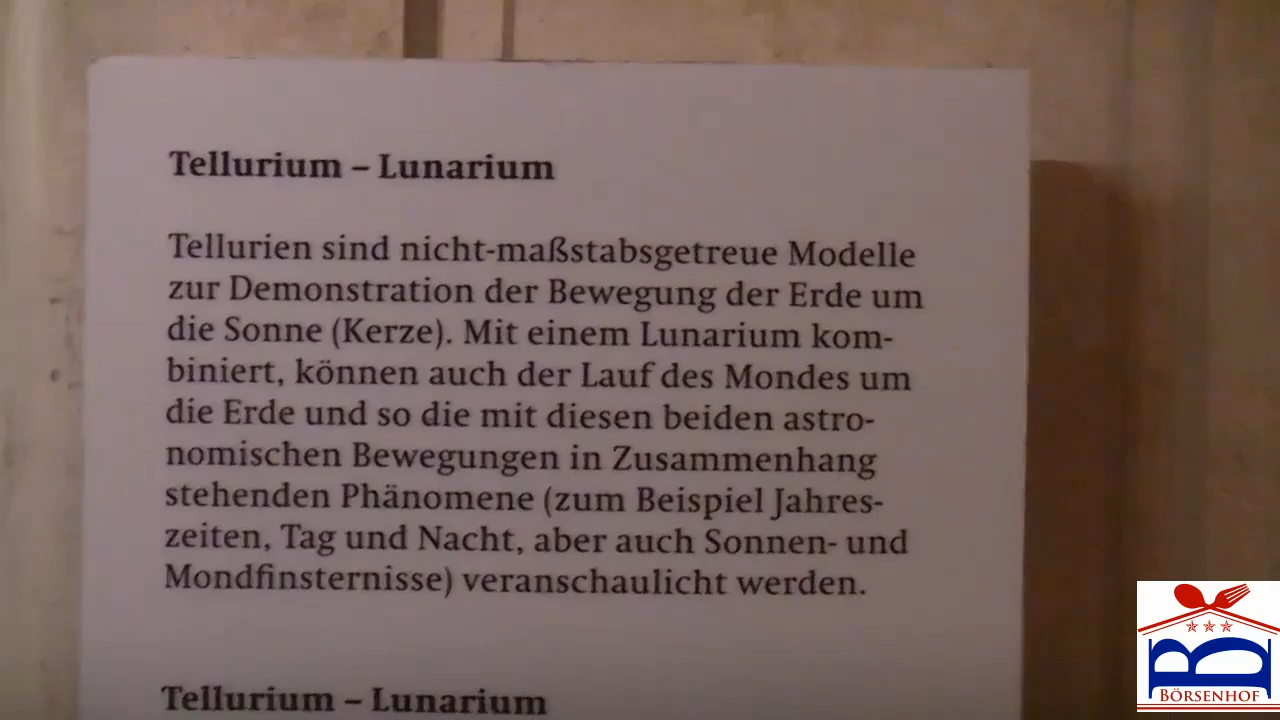 Tellurium – Lunarium
Tellurien sind nicht-maßstabsgetreue Modelle
zur Demonstration der Bewegung der Erde um
die Sonne (Kerze). Mit einem Lunarium kom-
biniert, können auch der Lauf des Mondes um
die Erde und so die mit diesen beiden astro-
nomischen Bewegungen in Zusammenhang
stehenden Phänomene (zum Beispiel Jahres-
zeiten, Tag und Nacht, aber auch Sonnen- und
Mondfinsternisse) veranschaulicht werden.
Tellurium – Lunarium
B
BÖRSENHOF